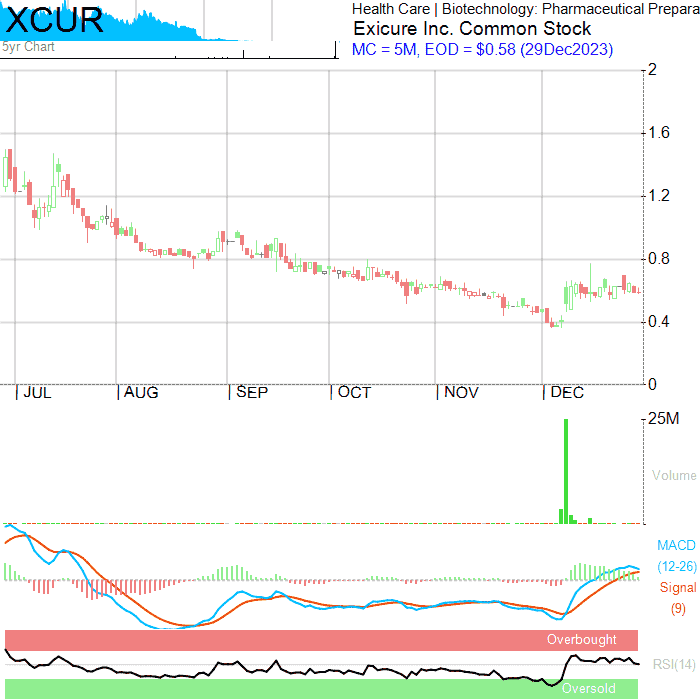 XCUR
Health Care | Biotechnology: Pharmaceutical Prepara
Exicure Inc. Common Stock
5yr Chart
MC = 5M, EOD = $0.58 (29Dec2023)
2
1.6
1.2
0.8
0.4
0
JUL AUG SEP OCT NOV DEC
25M
Volume
MACD
(12-26)
Signal
(9)
Overbought
RSI(14)
Oversold